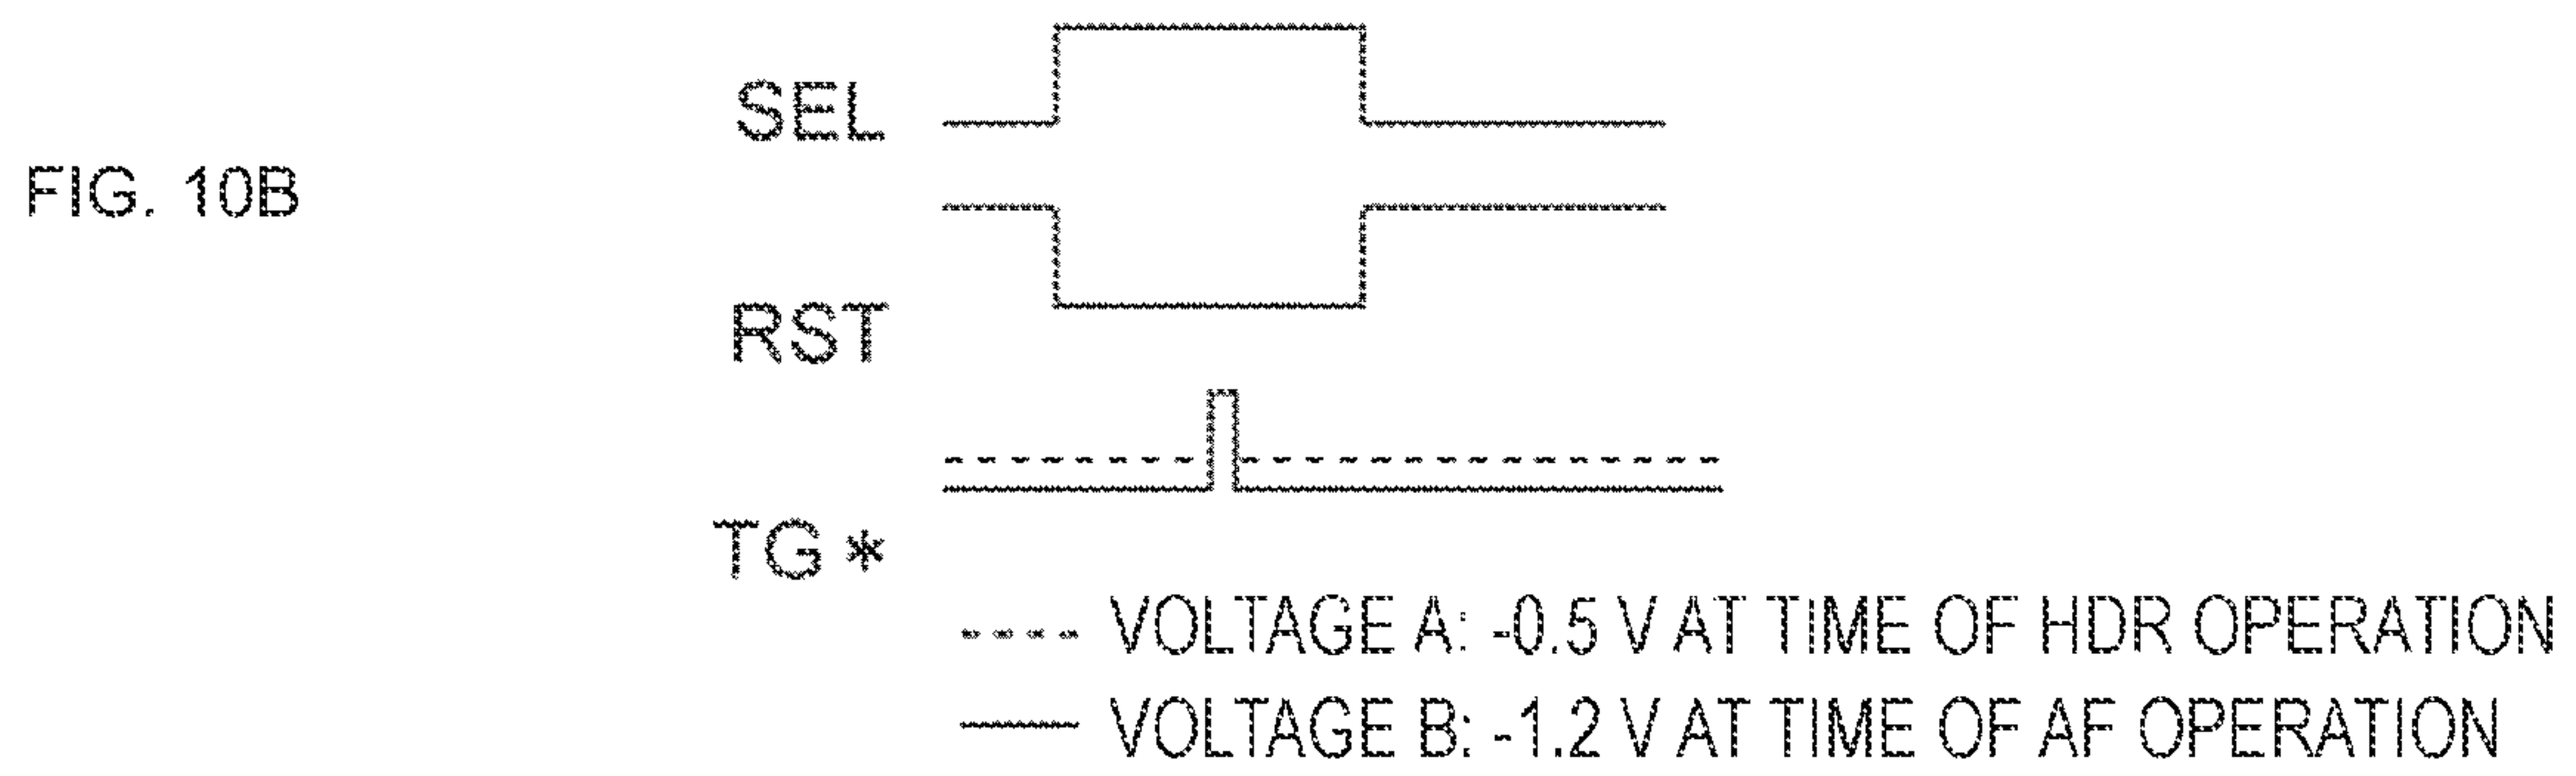 SEL
FIG. 10B
RST
TG *
VOLTAGE A: -0.5 V AT TIME OF HDR OPERATION
VOLTAGE B: -1.2 V AT TIME OF AF OPERATION